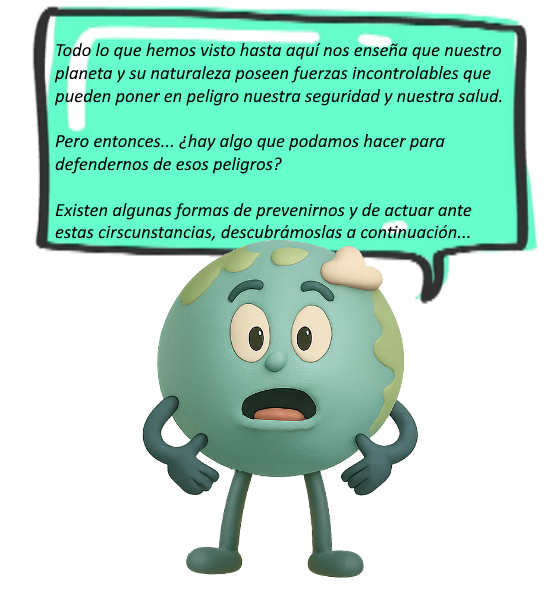 Todo lo que hemos visto hasta aquí nos enseña que nuestro
planeta y su naturaleza poseen fuerzas incontrolables que
pueden poner en peligro nuestra seguridad y nuestra salud.
Pero entonces... ¿hay algo que podamos hacer para
defendernos de esos peligros?
Existen algunas formas de prevenirnos y de actuar ante
estas cirscunstancias, descubrámoslas a continuación...